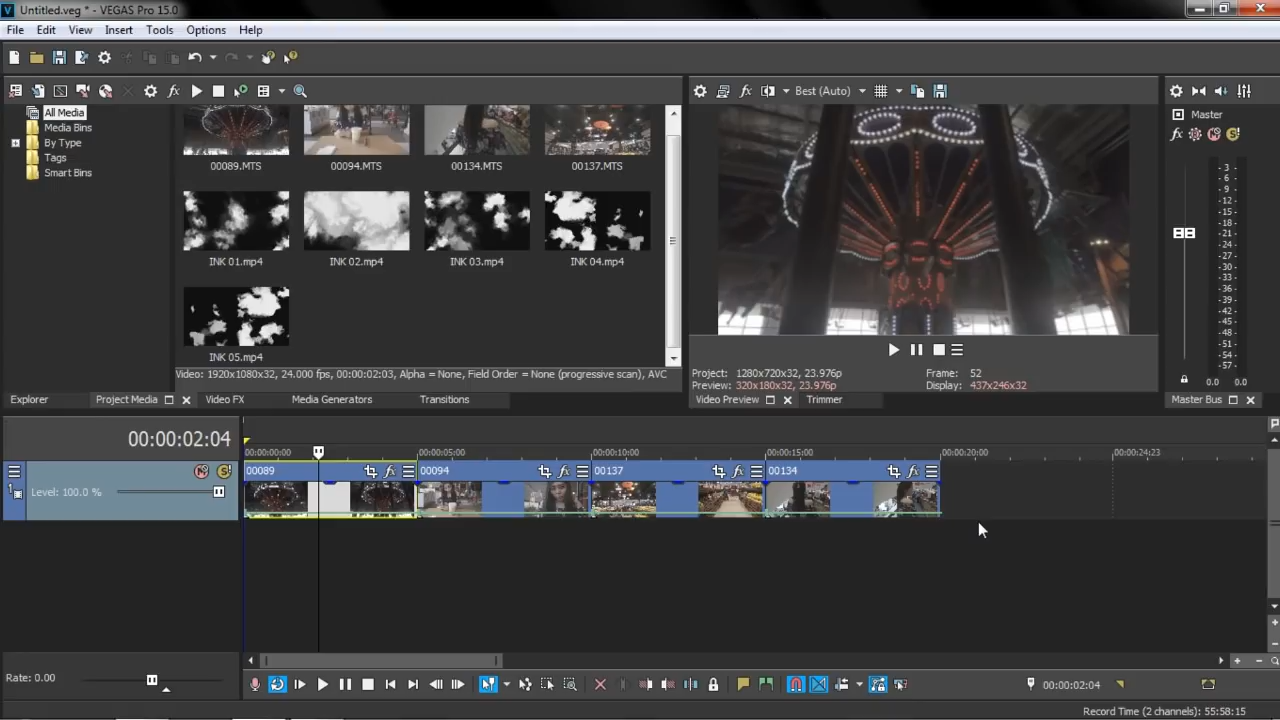 Untitled.veg * - VEGAS Pro 15.0
File Edit View Insert Tools Options Help
All Media
Media Bins
By Type
Tags
Smart Bins
00089.MTS 00094.MTS 00134.MTS 00137.MTS
INK 01.mp4 INK 02.mp4 INK 03.mp4 INK 04.mp4
INK 05.mp4
Video: 1920x1080x32, 24.000 fps, 00:00:02:03, Alpha = None, Field Order = None (progressive scan), AVC
Explorer Project Media Video FX Media Generators Transitions
Best (Auto)
Project: 1280x720x32, 23.976p Frame: 52
Preview: 320x180x32, 23.976p Display: 437x246x32
Video Preview Trimmer
Master
-3
-6
-9
-12
-15
-18
-21
-24
-27
-30
-33
-36
-39
-42
-45
-48
-51
-54
-57
0.0 0.0
Master Bus
00:00:02:04
00:00:00:00 00:00:05:00 00:00:10:00 00:00:15:00 00:00:20:00 00:00:24:23
00089 00094 00137 00134
Level: 100.0 %
Rate: 0.00
00:00:02:04
Record Time (2 channels): 55:58:15